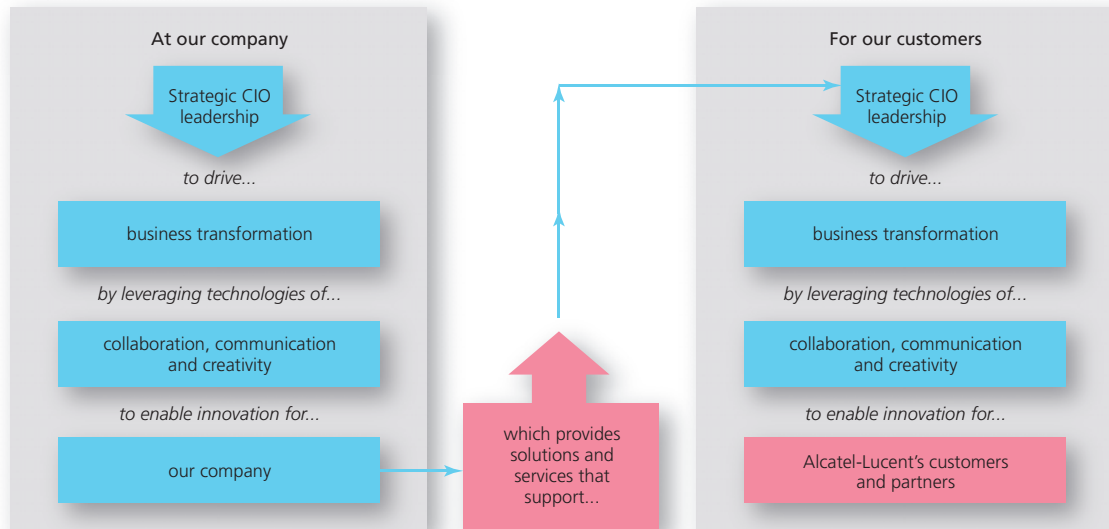 At our company
Strategic CIO
leadership
to drive...
business transformation
by leveraging technologies of...
collaboration, communication
and creativity
to enable innovation for...
our company
which provides
solutions and
services that
support...
For our customers
Strategic CIO
leadership
to drive...
business transformation
by leveraging technologies of...
collaboration, communication
and creativity
to enable innovation for...
Alcatel-Lucent's customers
and partners